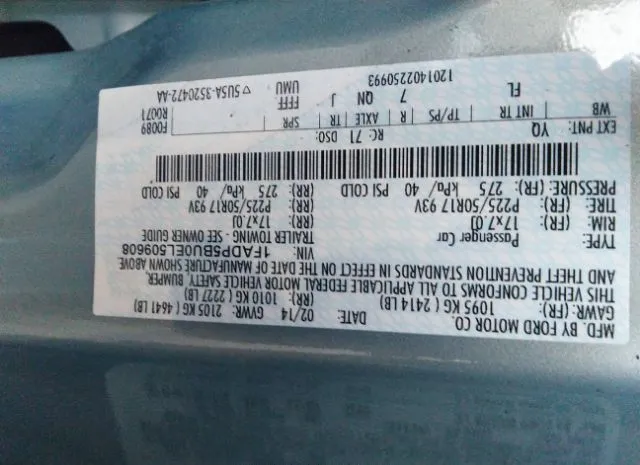 MFD. BY FORD MOTOR CO.
DATE: 02/14 GVWR: 2105 KG ( 4641 LB)
GAWR: (FR): 1095 KG ( 2414 LB) (RR): 1010 KG ( 2227 LB)
THIS VEHICLE CONFORMS TO ALL APPLICABLE FEDERAL MOTOR VEHICLE SAFETY, BUMPER,
AND THEFT PREVENTION STANDARDS IN EFFECT ON THE DATE OF MANUFACTURE SHOWN ABOVE
VIN: 1FADP5BU0EL509608
TYPE: Passenger Car TRAILER TOWING - SEE OWNER GUIDE
RIM: (FR): 17x7.0J (RR): 17x7.0J
TIRE: (FR): P225/50R17 93V (RR): P225/50R17 93V
PRESSURE: (FR): 275 kPa/ 40 PSI COLD (RR): 275 kPa/ 40 PSI COLD
EXT PNT: YQ RC: 71 DSO: F0089
R0071
WB INT TR TP/PS R AXLE TR SPR
FL 7 QN J FFFF UMU
1201402250993 ▽ 5U5A-3520472-AA